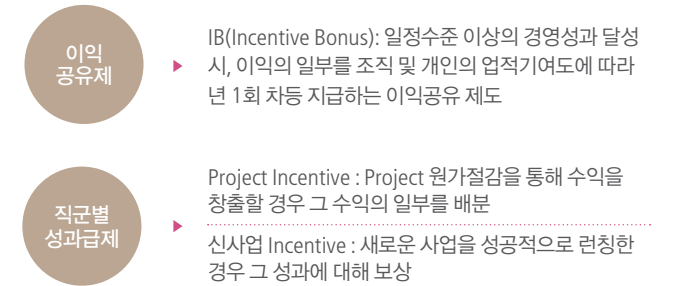 이익
공유제
IB(Incentive Bonus): 일정수준 이상의 경영성과 달성
시, 이익의 일부를 조직 및 개인의 업적기여도에 따라
년 1회 차등 지급하는 이익공유 제도
직군별
성과급제
Project Incentive : Project 원가절감을 통해 수익을
창출할 경우 그 수익의 일부를 배분
신사업 Incentive : 새로운 사업을 성공적으로 런칭한
경우 그 성과에 대해 보상